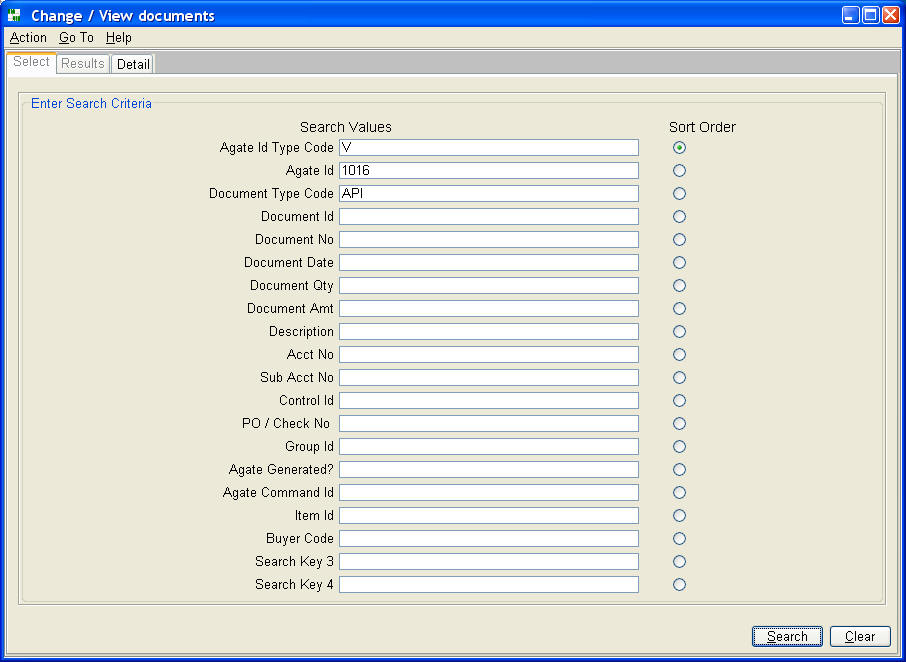 Change / View documents
Action Go To Help
Select Results Detail
Enter Search Criteria
Search Values Sort Order
Agate Id Type Code V
Agate Id 1016
Document Type Code API
Document Id
Document No
Document Date
Document Qty
Document Amt
Description
Acct No
Sub Acct No
Control Id
PO / Check No
Group Id
Agate Generated?
Agate Command Id
Item Id
Buyer Code
Search Key 3
Search Key 4
Search Clear